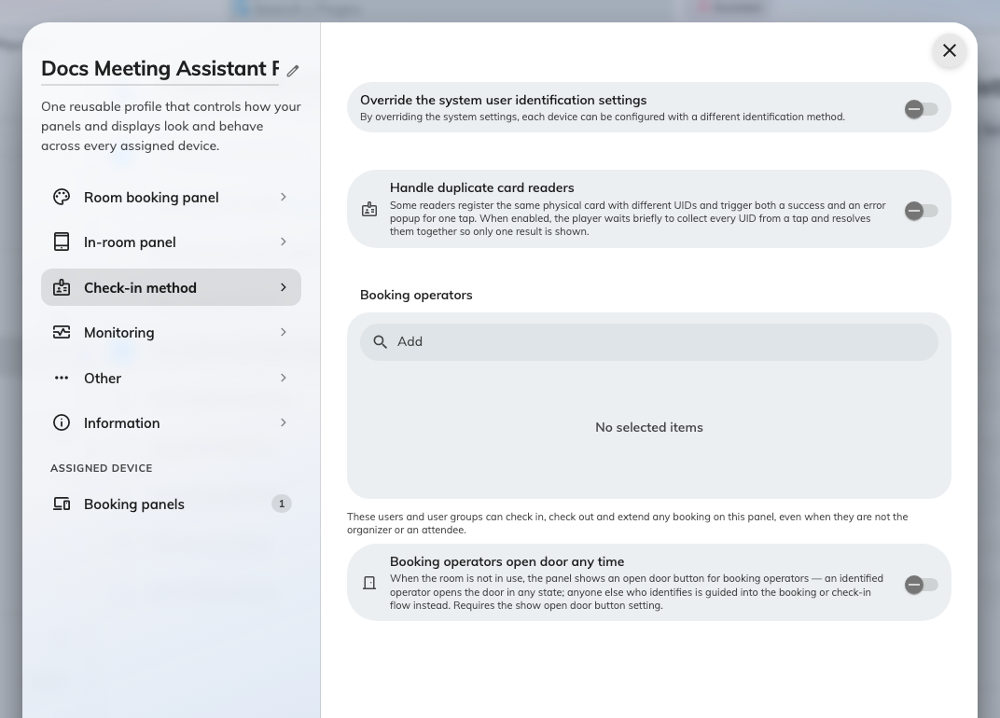 Docs Meeting Assistant
One reusable profile that controls how your
panels and displays look and behave
across every assigned device.
Room booking panel
In-room panel
Check-in method
Monitoring
Other
Information
ASSIGNED DEVICE
Booking panels
1
Override the system user identification settings
By overriding the system settings, each device can be configured with a different identification method.
Handle duplicate card readers
Some readers register the same physical card with different UIDs and trigger both a success and an error
popup for one tap. When enabled, the player waits briefly to collect every UID from a tap and resolves
them together so only one result is shown.
Booking operators
Add
No selected items
These users and user groups can check in, check out and extend any booking on this panel, even when they are not the
organizer or an attendee.
Booking operators open door any time
When the room is not in use, the panel shows an open door button for booking operators — an identified
operator opens the door in any state; anyone else who identifies is guided into the booking or check-in
flow instead. Requires the show open door button setting.